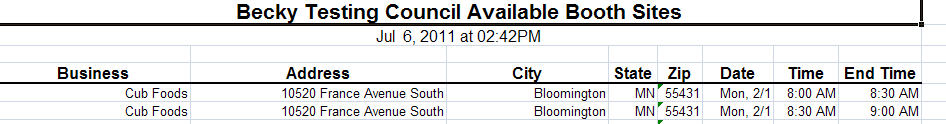 Becky Testing Council Available Booth Sites
Jul 6, 2011 at 02:42PM
Business Address City State Zip Date Time End Time
Cub Foods 10520 France Avenue South Bloomington MN 55431 Mon, 2/1 8:00 AM 8:30 AM
Cub Foods 10520 France Avenue South Bloomington MN 55431 Mon, 2/1 8:30 AM 9:00 AM